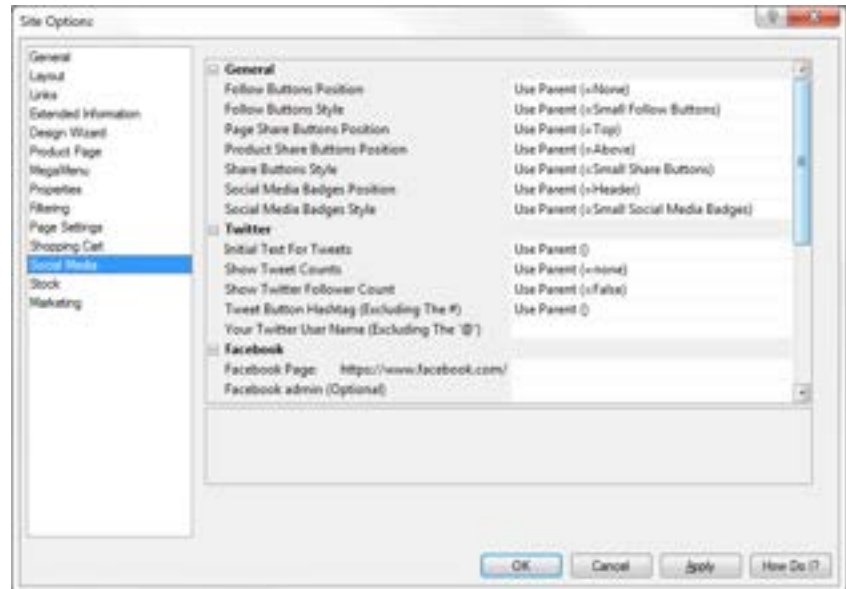 Site Options
General
Layout
Links
Extended Information
Design Wizard
Product Page
MegaMenu
Properties
Filtering
Page Settings
Shopping Cart
Social Media
Stock
Marketing
General
Follow Buttons Position Use Parent (=None)
Follow Buttons Style Use Parent (=Small Follow Buttons)
Page Share Buttons Position Use Parent (=Top)
Product Share Buttons Position Use Parent (=Above)
Share Buttons Style Use Parent (=Small Share Buttons)
Social Media Badges Position Use Parent (=Header)
Social Media Badges Style Use Parent (=Small Social Media Badges)
Twitter
Initial Text For Tweets Use Parent ()
Show Tweet Counts Use Parent (=none)
Show Twitter Follower Count Use Parent (=False)
Tweet Button Hashtag (Excluding The #) Use Parent ()
Your Twitter User Name (Excluding The '@')
Facebook
Facebook Page: https://www.facebook.com/
Facebook admin (Optional)
OK Cancel Apply How Do I?